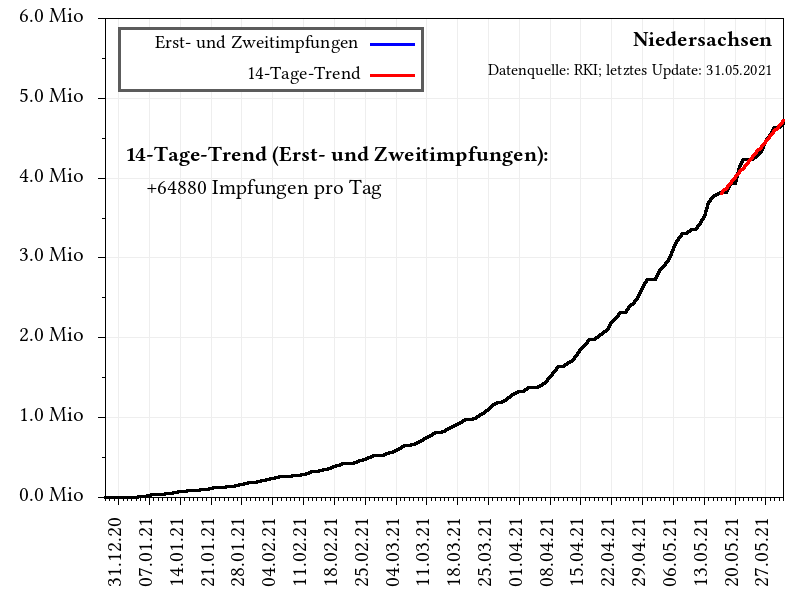 6.0 Mio
5.0 Mio
4.0 Mio
3.0 Mio
2.0 Mio
1.0 Mio
0.0 Mio
Erst- und Zweitimpfungen
14-Tage-Trend
Niedersachsen
Datenquelle: RKI; letztes Update: 31.05.2021
14-Tage-Trend (Erst- und Zweitimpfungen):
+64880 Impfungen pro Tag
31.12.20
07.01.21
14.01.21
21.01.21
28.01.21
04.02.21
11.02.21
18.02.21
25.02.21
04.03.21
11.03.21
18.03.21
25.03.21
01.04.21
08.04.21
15.04.21
22.04.21
29.04.21
06.05.21
13.05.21
20.05.21
27.05.21